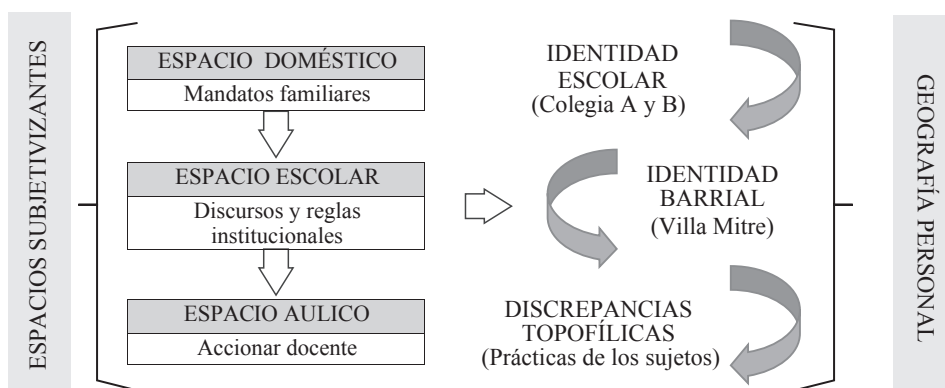 ESPACIOS SUBJETIVIZANTES
ESPACIO DOMÉSTICO
Mandatos familiares
ESPACIO ESCOLAR
Discursos y reglas
institucionales
ESPACIO AULICO
Accionar docente
IDENTIDAD
ESCOLAR
(Colegia A y B)
IDENTIDAD
BARRIAL
(Villa Mitre)
DISCREPANCIAS
TOPOFÍLICAS
(Prácticas de los sujetos)
GEOGRAFÍA PERSONAL